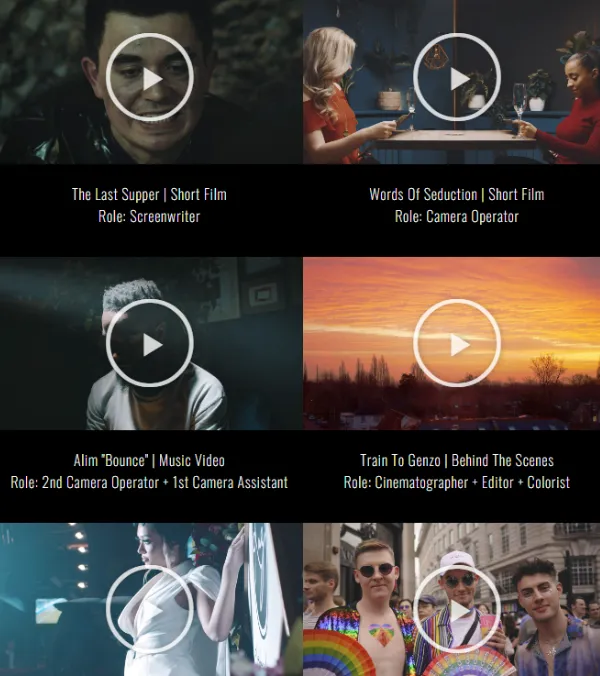 The Last Supper | Short Film
Role: Screenwriter
Words Of Seduction | Short Film
Role: Camera Operator
Alim "Bounce" | Music Video
Role: 2nd Camera Operator + 1st Camera Assistant
Train To Genzo | Behind The Scenes
Role: Cinematographer + Editor + Colorist